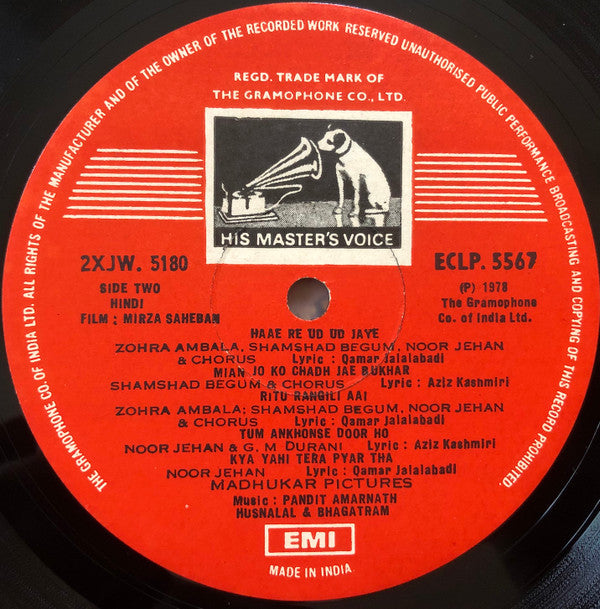 THE GRAMOPHONE CO. OF INDIA LTD. ALL RIGHTS OF THE MANUFACTURER AND OF THE OWNER OF THE RECORDED WORK RESERVED UNAUTHORISED PUBLIC PERFORMANCE BROADCASTING AND COPYING OF THIS RECORD PROHIBITED.
REGD. TRADE MARK OF
THE GRAMOPHONE CO., LTD.
HIS MASTER'S VOICE
2XJW. 5180
ECLP. 5567
SIDE TWO
HINDI
FILM : MIRZA SAHEBAN
(P) 1978
The Gramophone
Co. of India Ltd.
HAAE RE UD UD JAYE
ZOHRA AMBALA, SHAMSHAD BEGUM, NOOR JEHAN
& CHORUS Lyric : Qamar Jalalabadi
MIAN JO KO CHADH JAE BUKHAR
SHAMSHAD BEGUM & CHORUS Lyric : Aziz Kashmiri
RITU RANGILI AAI
ZOHRA AMBALA; SHAMSHAD BEGUM, NOOR JEHAN
& CHORUS Lyric : Qamar Jalalabadi
TUM ANKHONSE DOOR HO
NOOR JEHAN & G. M DURANI Lyric : Aziz Kashmiri
KYA YAHI TERA PYAR THA
NOOR JEHAN Lyric : Qamar Jalalabadi
MADHUKAR PICTURES
Music : PANDIT AMARNATH
HUSNALAL & BHAGATRAM
EMI
MADE IN INDIA